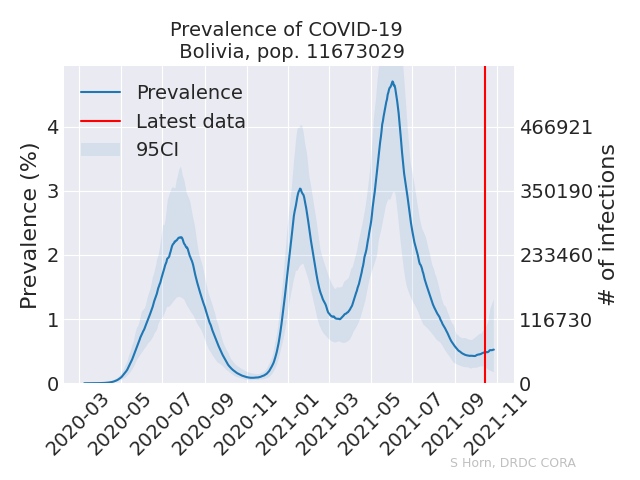 Prevalence of COVID-19
Bolivia, pop. 11673029
Prevalence
Latest data
95CI
Prevalence (%)
4
3
2
1
0
466921
350190
233460
116730
0
# of infections
2020-03
2020-05
2020-07
2020-09
2020-11
2021-01
2021-03
2021-05
2021-07
2021-09
2021-11
S Horn, DRDC CORA